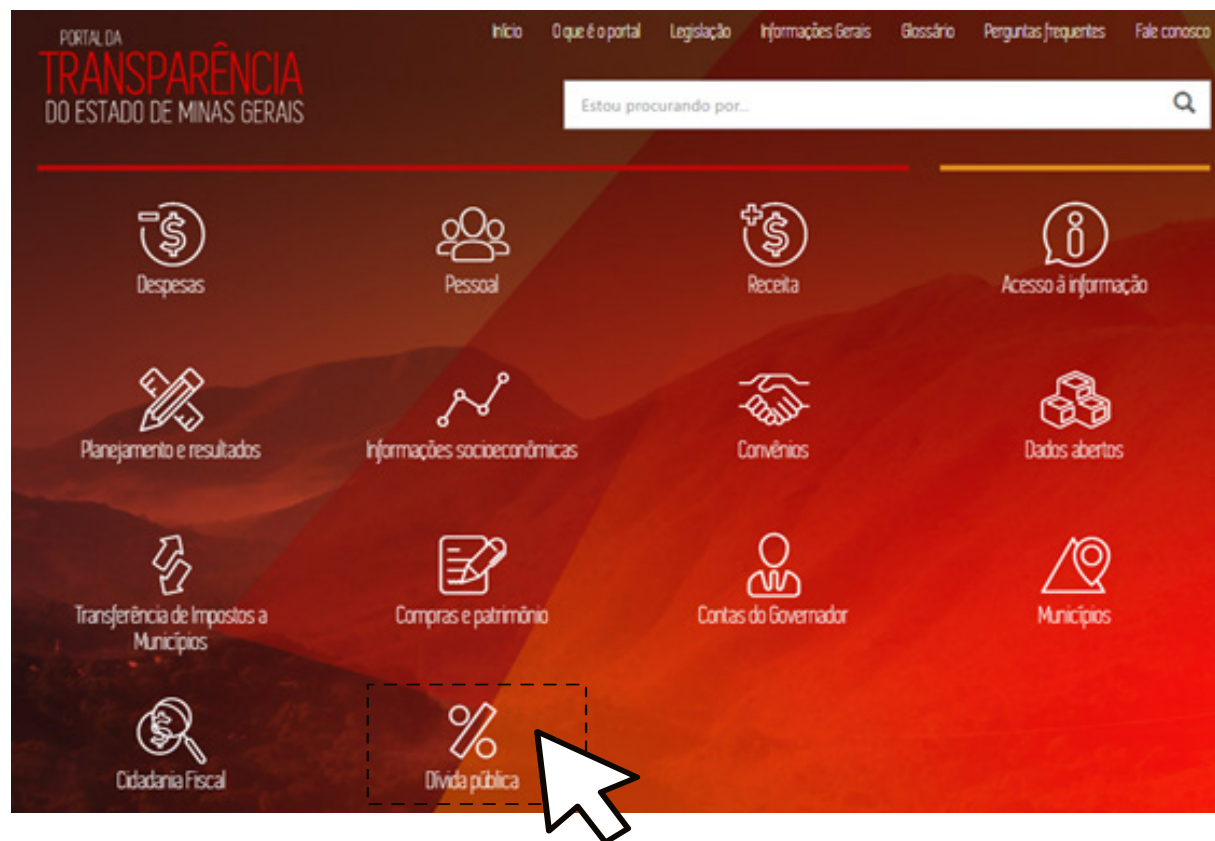 PORTAL DA
TRANSPARÊNCIA
DO ESTADO DE MINAS GERAIS
Início O que é o portal Legislação Informações Gerais Glossário Perguntas frequentes Fale conosco
Estou procurando por...
Despesas Pessoal Receita Acesso à informação
Planejamento e resultados Informações socioeconômicas Convênios Dados abertos
Transferência de Impostos a Municípios Compras e patrimônio Contas do Governador Municípios
Cidadania Fiscal Dívida pública